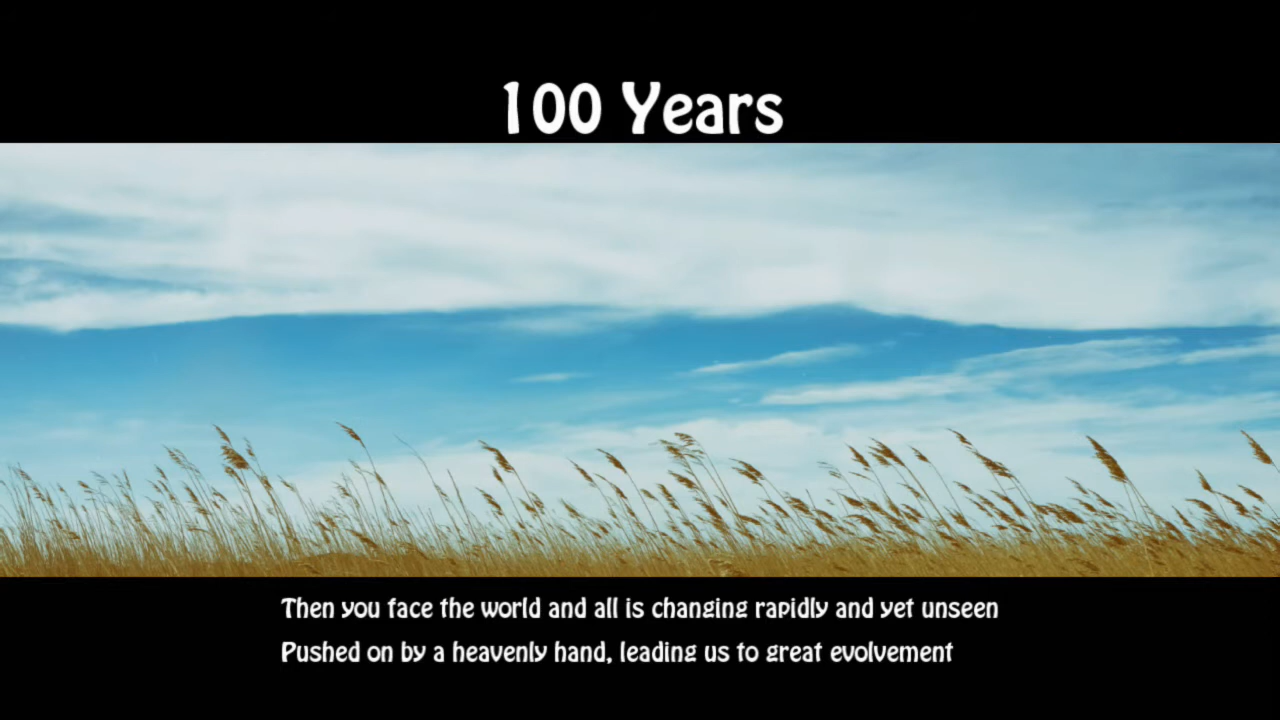 100 Years
Then you face the world and all is changing rapidly and yet unseen
Pushed on by a heavenly hand, leading us to great evolvement